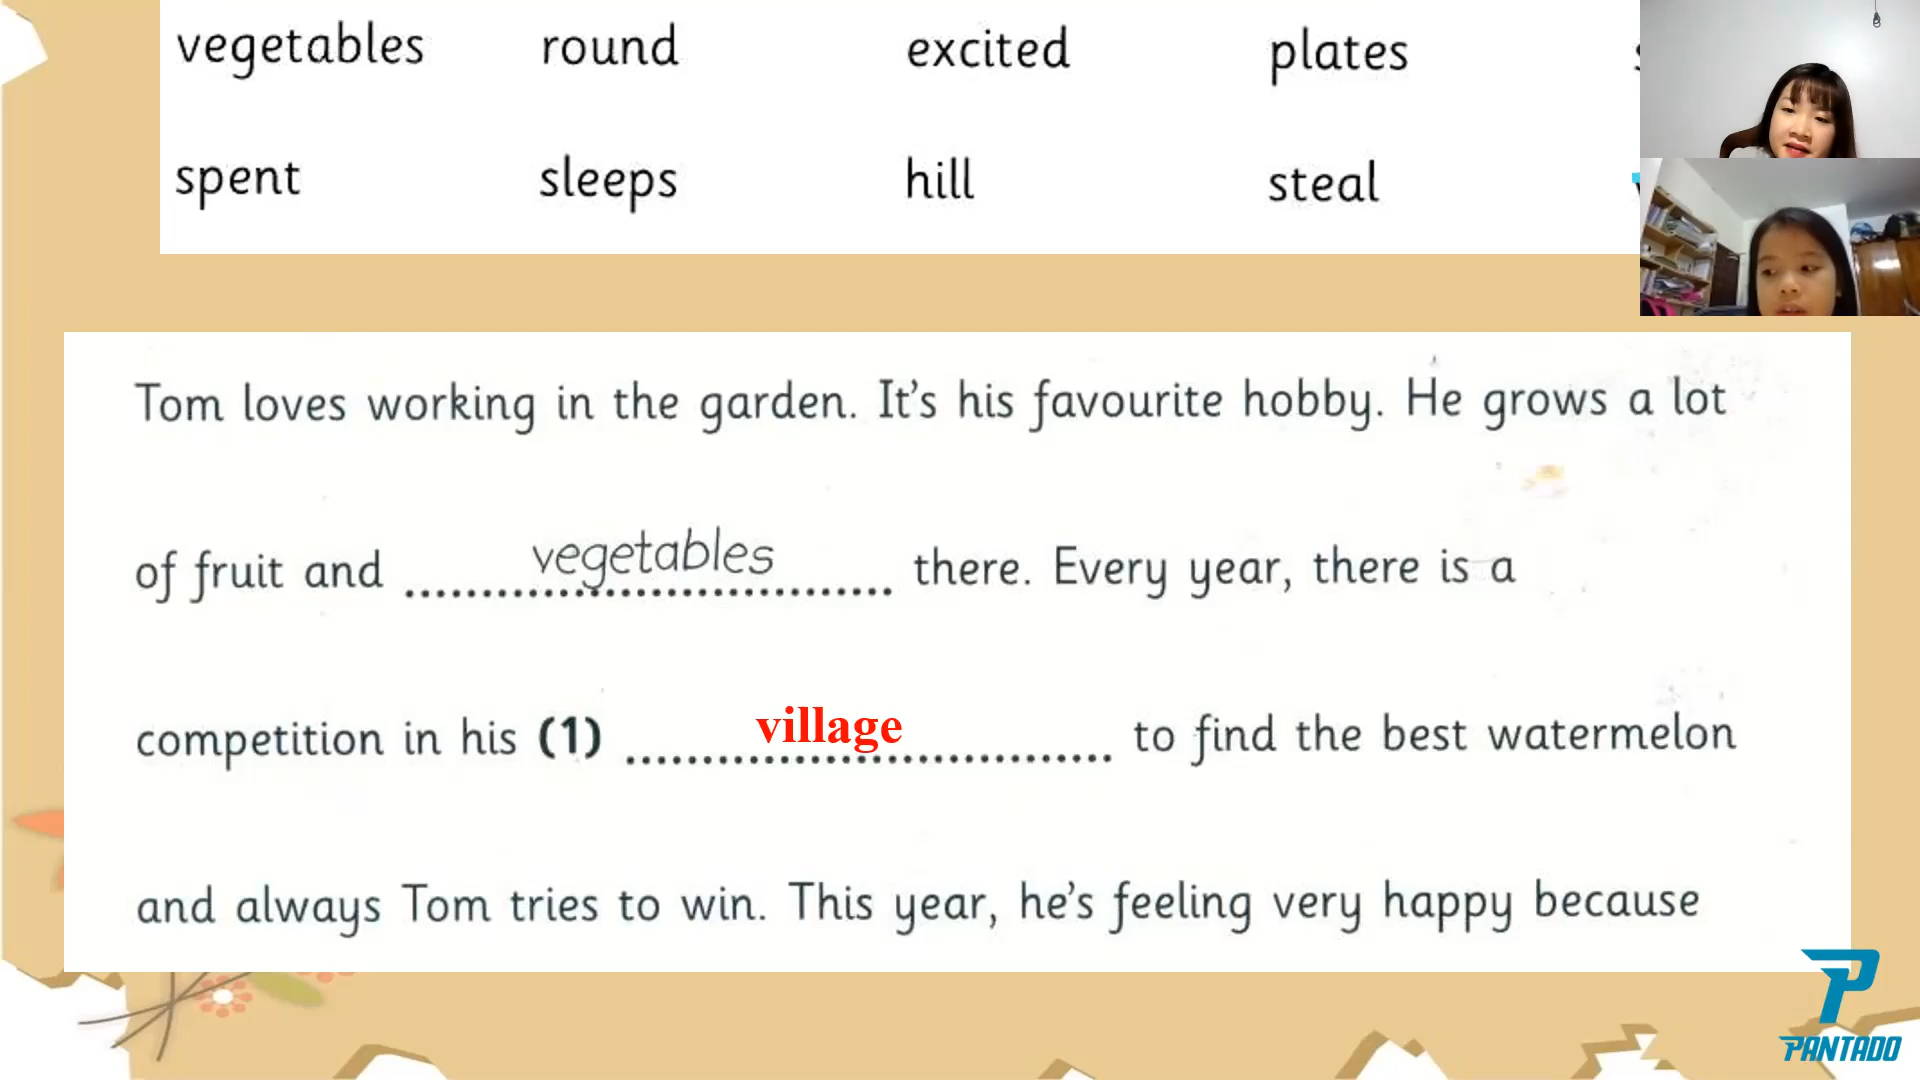 vegetables round excited plates
spent sleeps hill steal
Tom loves working in the garden. It's his favourite hobby. He grows a lot
of fruit and vegetables there. Every year, there is a
competition in his (1) village to find the best watermelon
and always Tom tries to win. This year, he's feeling very happy because
PANTADO